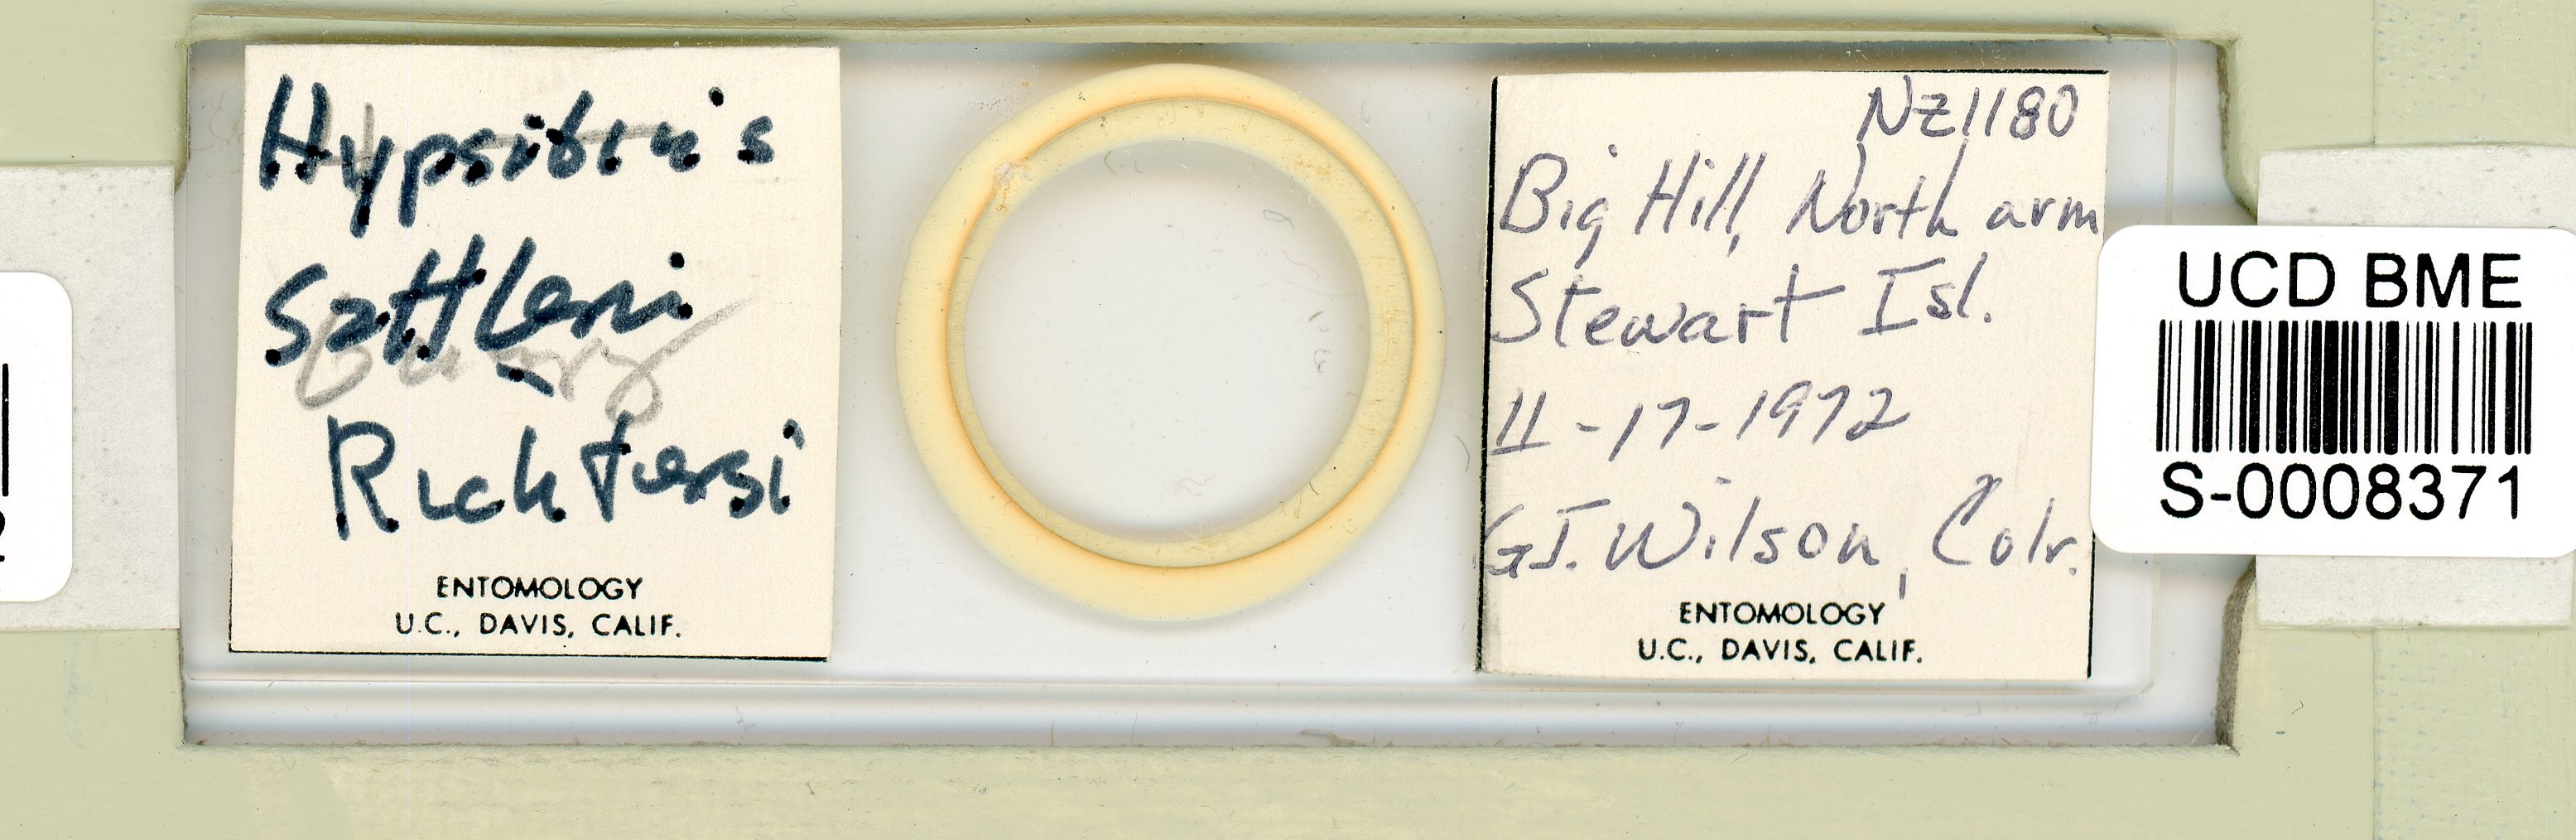 Hypsibius
Sattleri
Richtersi
ENTOMOLOGY
U.C., DAVIS, CALIF.
NZ1180
Big Hill, North arm
Stewart Isl.
II-17-1972
G.J. Wilson, Colr.
ENTOMOLOGY
U.C., DAVIS, CALIF.
UCD BME
S-0008371